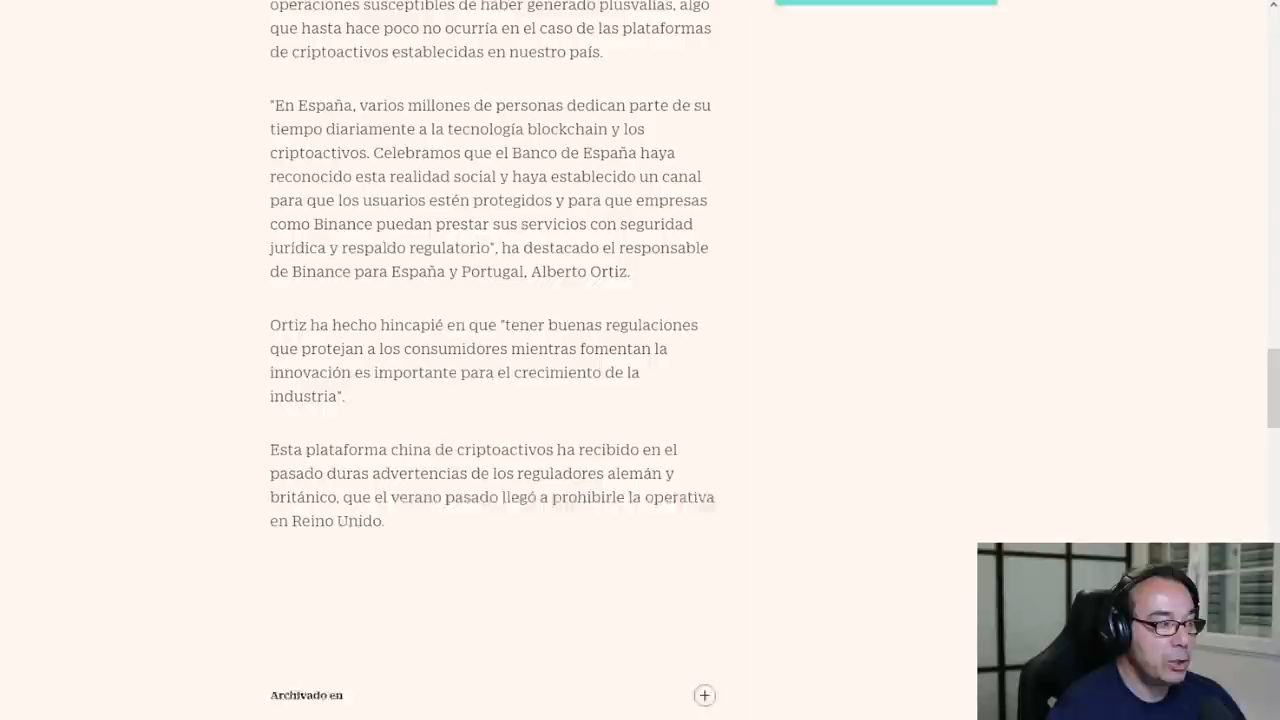 operaciones susceptibles de haber generado plusvalías, algo
que hasta hace poco no ocurría en el caso de las plataformas
de criptoactivos establecidas en nuestro país.
"En España, varios millones de personas dedican parte de su
tiempo diariamente a la tecnología blockchain y los
criptoactivos. Celebramos que el Banco de España haya
reconocido esta realidad social y haya establecido un canal
para que los usuarios estén protegidos y para que empresas
como Binance puedan prestar sus servicios con seguridad
jurídica y respaldo regulatorio", ha destacado el responsable
de Binance para España y Portugal, Alberto Ortiz.
Ortiz ha hecho hincapié en que "tener buenas regulaciones
que protejan a los consumidores mientras fomentan la
innovación es importante para el crecimiento de la
industria".
Esta plataforma china de criptoactivos ha recibido en el
pasado duras advertencias de los reguladores alemán y
británico, que el verano pasado llegó a prohibirle la operativa
en Reino Unido.
Archivado en